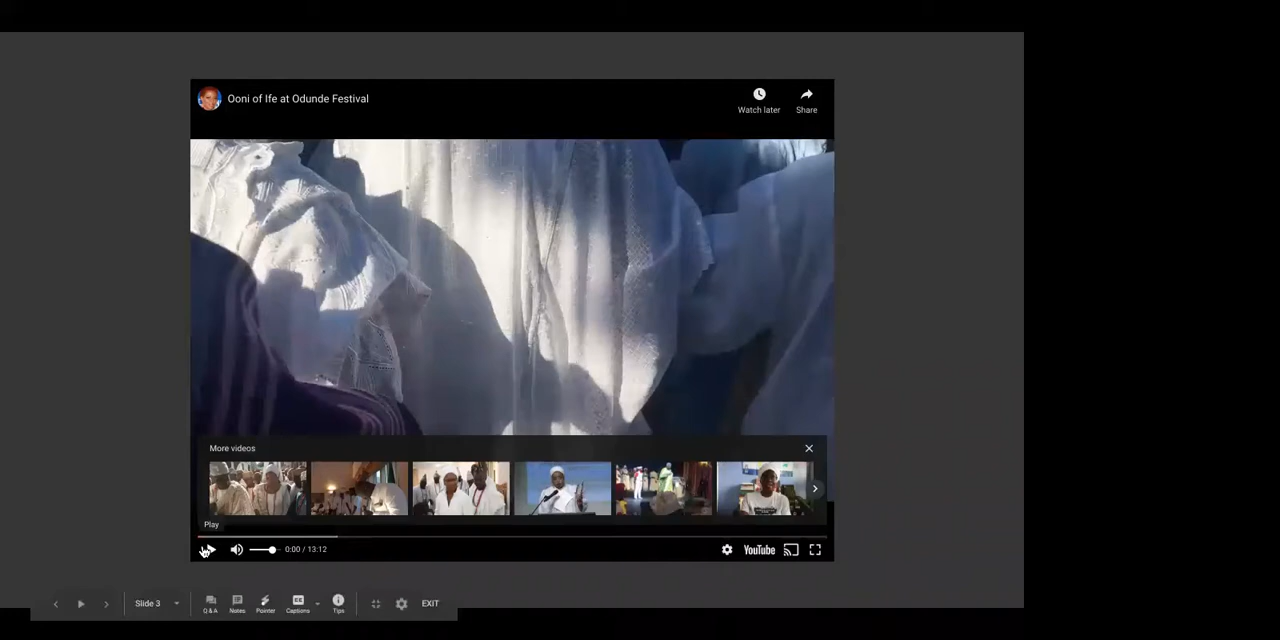 Ooni of Ife at Odunde Festival
Watch later
Share
More videos
Play
0:00 / 13:12
YouTube
Slide 3
Q & A
Notes
Pointer
CC
Captions
Tips
EXIT